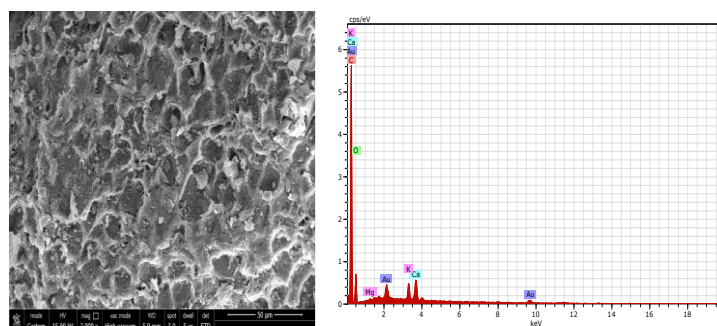 mode HV mag □ vac mode WD spot dwell det
50 μm
cps/eV
K
Ca
Au
C
O
Mg
Au
K
Ca
Au
6
5
4
3
2
1
0
2 4 6 8 10 12 14 16 18
keV